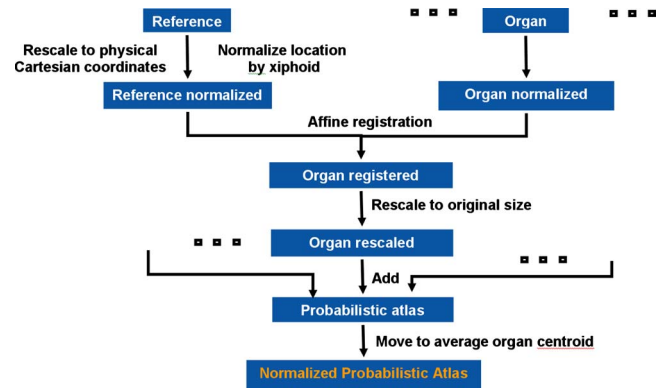 Reference
Organ
Rescale to physical
Cartesian coordinates
Normalize location
by xiphoid
Reference normalized
Organ normalized
Affine registration
Organ registered
Rescale to original size
Organ rescaled
Add
Probabilistic atlas
Move to average organ centroid
Normalized Probabilistic Atlas